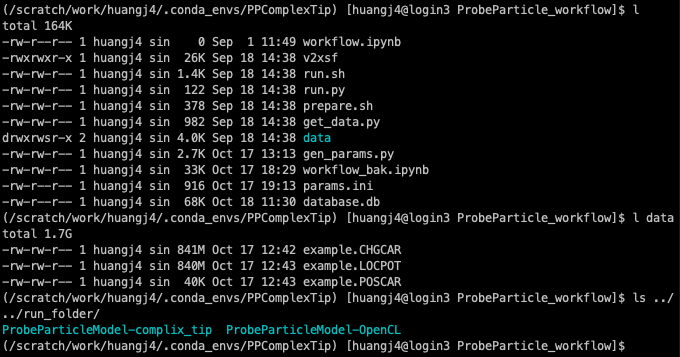 (/scratch/work/huangj4/.conda_envs/PPComplexTip) [huangj4@login3 ProbeParticle_workflow]$ l
total 164K
-rw-r--r-- 1 huangj4 sin    0 Sep  1 11:49 workflow.ipynb
-rwxrwxr-x 1 huangj4 sin  26K Sep 18 14:38 v2xsf
-rw-rw-r-- 1 huangj4 sin 1.4K Sep 18 14:38 run.sh
-rw-rw-r-- 1 huangj4 sin  122 Sep 18 14:38 run.py
-rw-rw-r-- 1 huangj4 sin  378 Sep 18 14:38 prepare.sh
-rw-rw-r-- 1 huangj4 sin  982 Sep 18 14:38 get_data.py
drwxrwsr-x 2 huangj4 sin 4.0K Sep 18 14:38 data
-rw-rw-r-- 1 huangj4 sin 2.7K Oct 17 13:13 gen_params.py
-rw-rw-r-- 1 huangj4 sin  33K Oct 17 18:29 workflow_bak.ipynb
-rw-rw-r-- 1 huangj4 sin  916 Oct 17 19:13 params.ini
-rw-rw-r-- 1 huangj4 sin  68K Oct 18 11:30 database.db
(/scratch/work/huangj4/.conda_envs/PPComplexTip) [huangj4@login3 ProbeParticle_workflow]$ l data
total 1.7G
-rw-rw-r-- 1 huangj4 sin 841M Oct 17 12:42 example.CHGCAR
-rw-rw-r-- 1 huangj4 sin 840M Oct 17 12:43 example.LOCPOT
-rw-rw-r-- 1 huangj4 sin  40K Oct 17 12:43 example.POSCAR
(/scratch/work/huangj4/.conda_envs/PPComplexTip) [huangj4@login3 ProbeParticle_workflow]$ ls ../
../run_folder/
ProbeParticleModel-complix_tip  ProbeParticleModel-OpenCL
(/scratch/work/huangj4/.conda_envs/PPComplexTip) [huangj4@login3 ProbeParticle_workflow]$